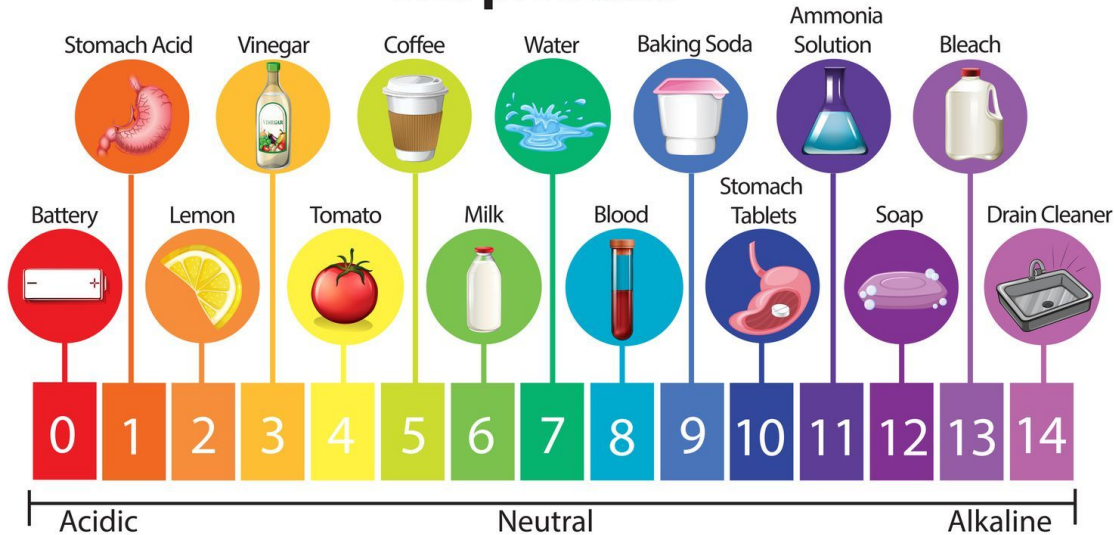 Stomach Acid
Vinegar
Coffee
Water
Baking Soda
Ammonia
Solution
Bleach
VINEGAR
Battery
Lemon
Tomato
Milk
Blood
Stomach
Tablets
Soap
Drain Cleaner
− +
0 1 2 3 4 5 6 7 8 9 10 11 12 13 14
Acidic Neutral Alkaline